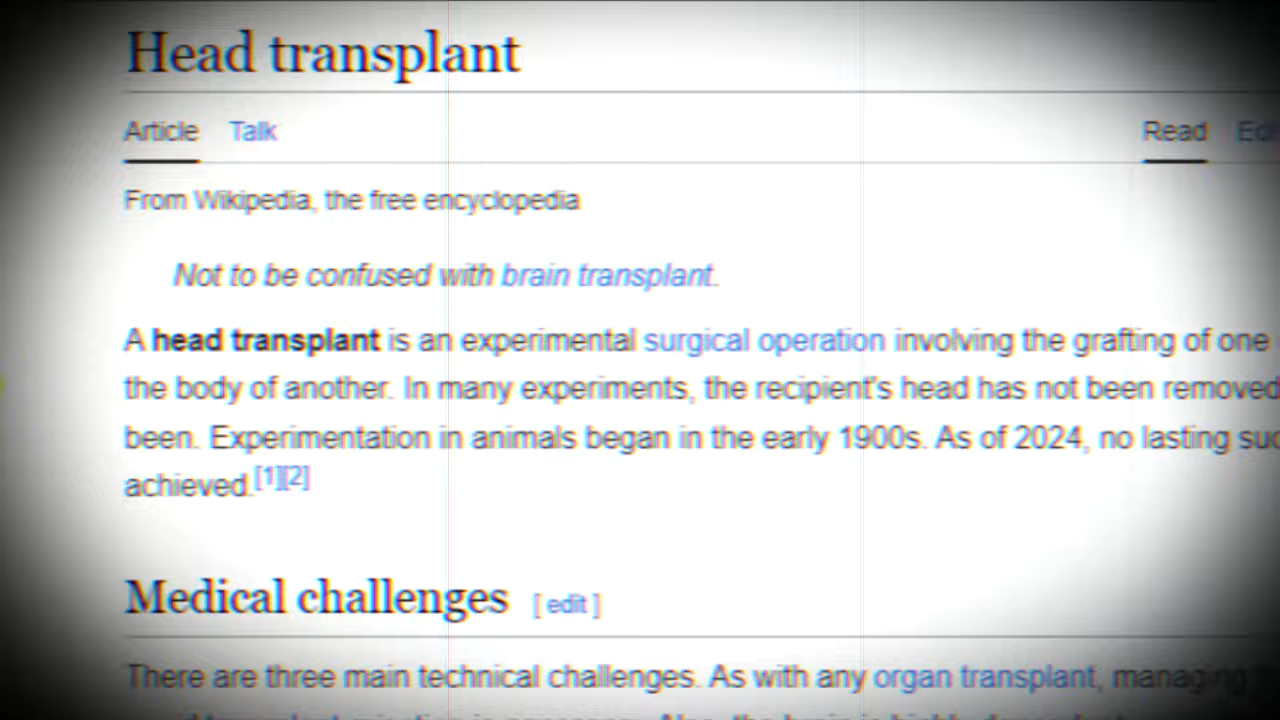 Head transplant
Article Talk Read
From Wikipedia, the free encyclopedia
Not to be confused with brain transplant.
A head transplant is an experimental surgical operation involving the grafting of one
the body of another. In many experiments, the recipient's head has not been removed
been. Experimentation in animals began in the early 1900s. As of 2024, no lasting
achieved.[1][2]
Medical challenges [ edit ]
There are three main technical challenges. As with any organ transplant, managing